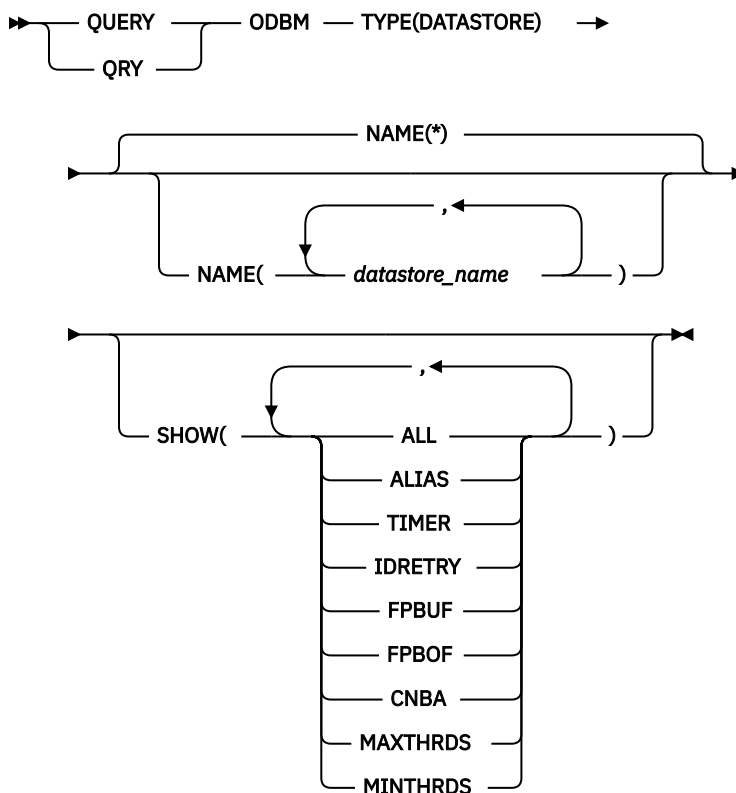 QUERY ODBM TYPE(DATASTORE)
QRY
NAME(*)
,
NAME( datastore_name )
,
SHOW( ALL )
ALIAS
TIMER
IDRETRY
FPBUF
FPBOF
CNBA
MAXTHRDS
MINTHRDS